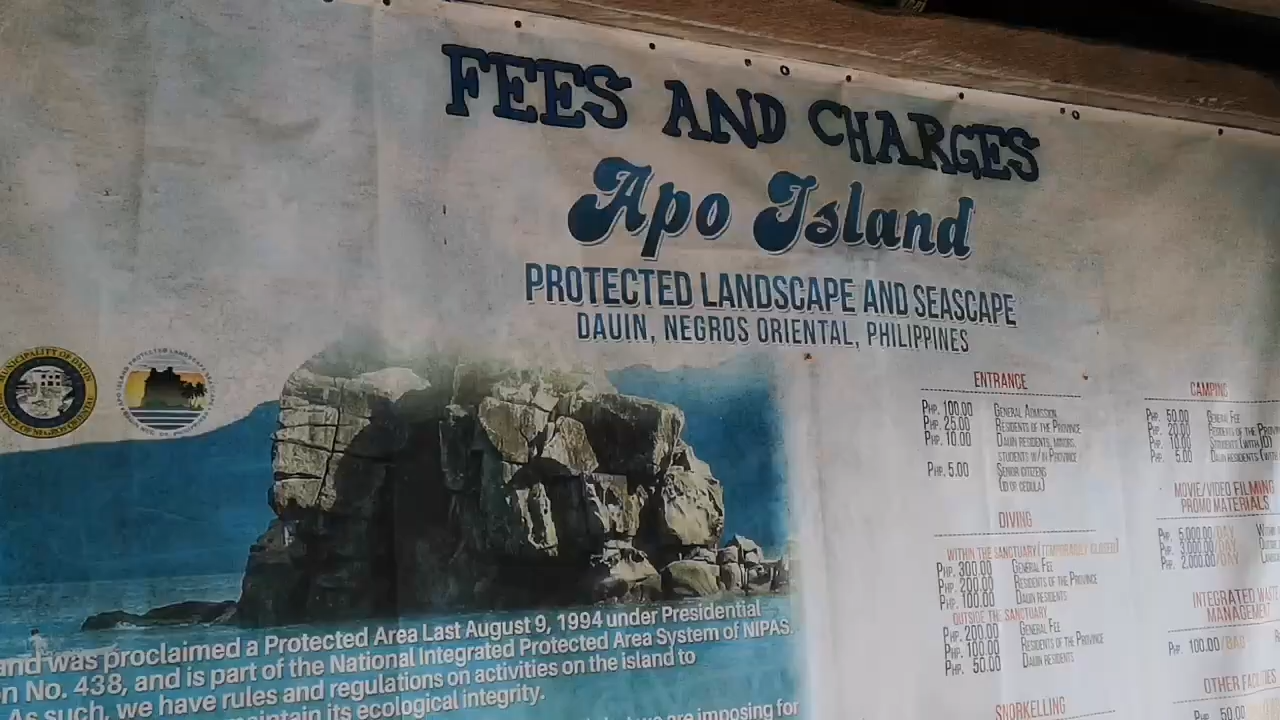 FEES AND CHARGES
Apo Island
PROTECTED LANDSCAPE AND SEASCAPE
DAUIN, NEGROS ORIENTAL, PHILIPPINES
and was proclaimed a Protected Area Last August 9, 1994 under Presidential
n No. 438, and is part of the National Integrated Protected Area System of NIPAS.
As such, we have rules and regulations on activities on the island to
maintain its ecological integrity.
we are imposing for
ENTRANCE
PHP. 100.00 GENERAL ADMISSION
PHP. 25.00 RESIDENTS OF THE PROVINCE
PHP. 10.00 DAUIN RESIDENTS, MINORS,
STUDENTS W/IN PROVINCE
PHP. 5.00 SENIOR CITIZENS
(ID OR CEDULA)
DIVING
WITHIN THE SANCTUARY (TEMPORARILY CLOSED)
PHP. 300.00 GENERAL FEE
PHP. 200.00 RESIDENTS OF THE PROVINCE
PHP. 100.00 DAUIN RESIDENTS
OUTSIDE THE SANCTUARY
PHP. 200.00 GENERAL FEE
PHP. 100.00 RESIDENTS OF THE PROVINCE
PHP. 50.00 DAUIN RESIDENTS
SNORKELLING
CAMPING
PHP. 50.00 GENERAL FEE
PHP. 20.00 RESIDENTS OF THE PROVIN
PHP. 10.00 STUDENTS (WITH ID)
PHP. 5.00 DAUIN RESIDENTS (WITH
MOVIE/VIDEO FILMING
PROMO MATERIALS
PHP. 5,000.00/DAY
PHP. 3,000.00/DAY
PHP. 2,000.00/DAY
INTEGRATED WASTE
MANAGEMENT
PHP. 100.00/BAG
OTHER FACILITIES
PHP. 50.00